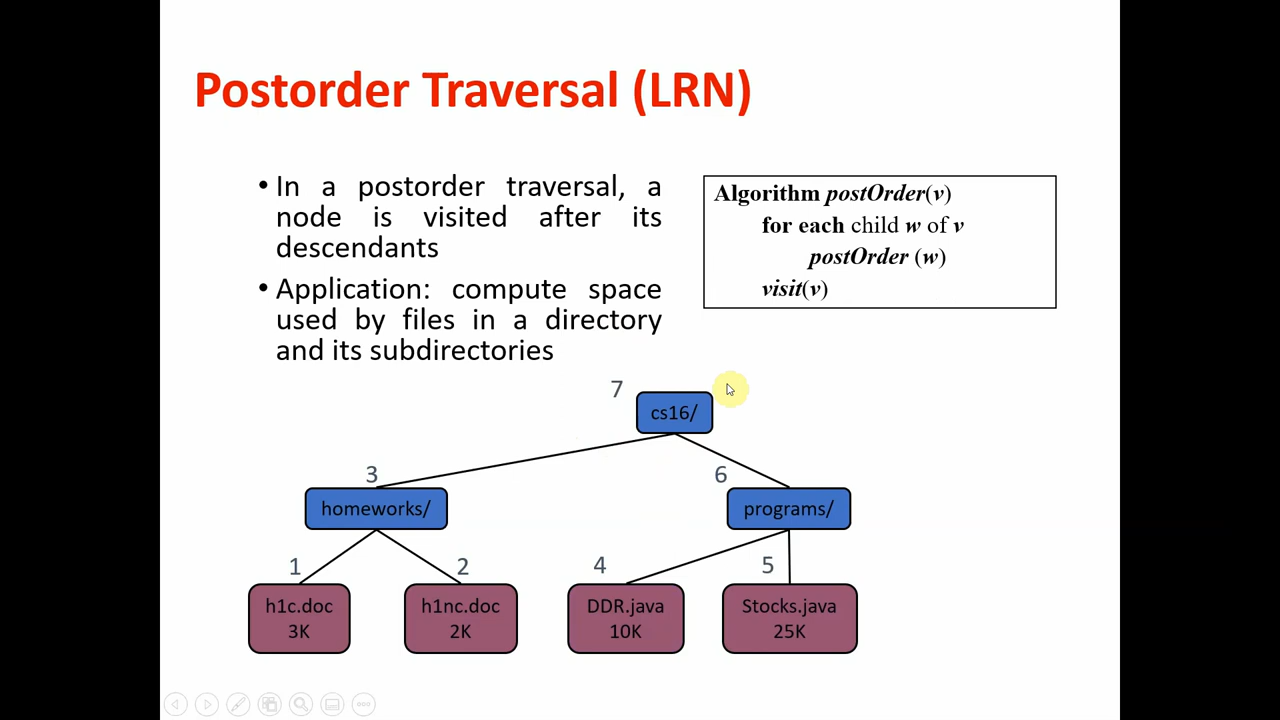 Postorder Traversal (LRN)
• In a postorder traversal, a
node is visited after its
descendants
• Application: compute space
used by files in a directory
and its subdirectories
Algorithm postOrder(v)
for each child w of v
postOrder (w)
visit(v)
7
cs16/
3
6
homeworks/
programs/
1
2
4
5
h1c.doc
3K
h1nc.doc
2K
DDR.java
10K
Stocks.java
25K